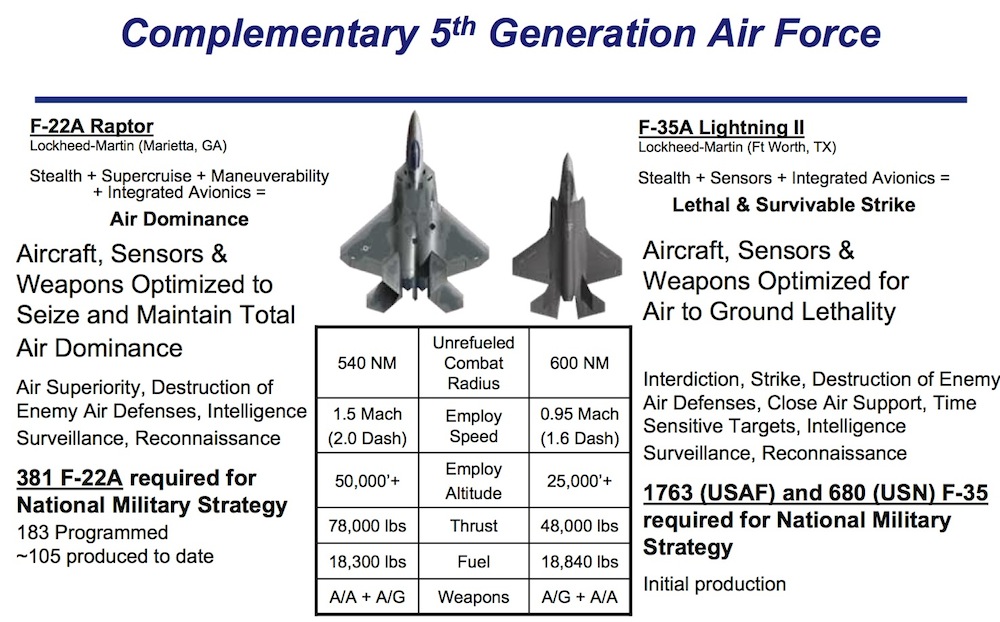 Complementary 5th Generation Air Force
F-22A Raptor
Lockheed-Martin (Marietta, GA)
Stealth + Supercruise + Maneuverability
+ Integrated Avionics =
Air Dominance
Aircraft, Sensors &
Weapons Optimized to
Seize and Maintain Total
Air Dominance
Air Superiority, Destruction of
Enemy Air Defenses, Intelligence
Surveillance, Reconnaissance
381 F-22A required for
National Military Strategy
183 Programmed
~105 produced to date
540 NM
Unrefueled
Combat
Radius
600 NM
1.5 Mach
(2.0 Dash)
Employ
Speed
0.95 Mach
(1.6 Dash)
50,000'+
Employ
Altitude
25,000'+
78,000 lbs
Thrust
48,000 lbs
18,300 lbs
Fuel
18,840 lbs
A/A + A/G
Weapons
A/G + A/A
F-35A Lightning II
Lockheed-Martin (Ft Worth, TX)
Stealth + Sensors + Integrated Avionics =
Lethal & Survivable Strike
Aircraft, Sensors &
Weapons Optimized for
Air to Ground Lethality
Interdiction, Strike, Destruction of Enemy
Air Defenses, Close Air Support, Time
Sensitive Targets, Intelligence
Surveillance, Reconnaissance
1763 (USAF) and 680 (USN) F-35
required for National Military
Strategy
Initial production